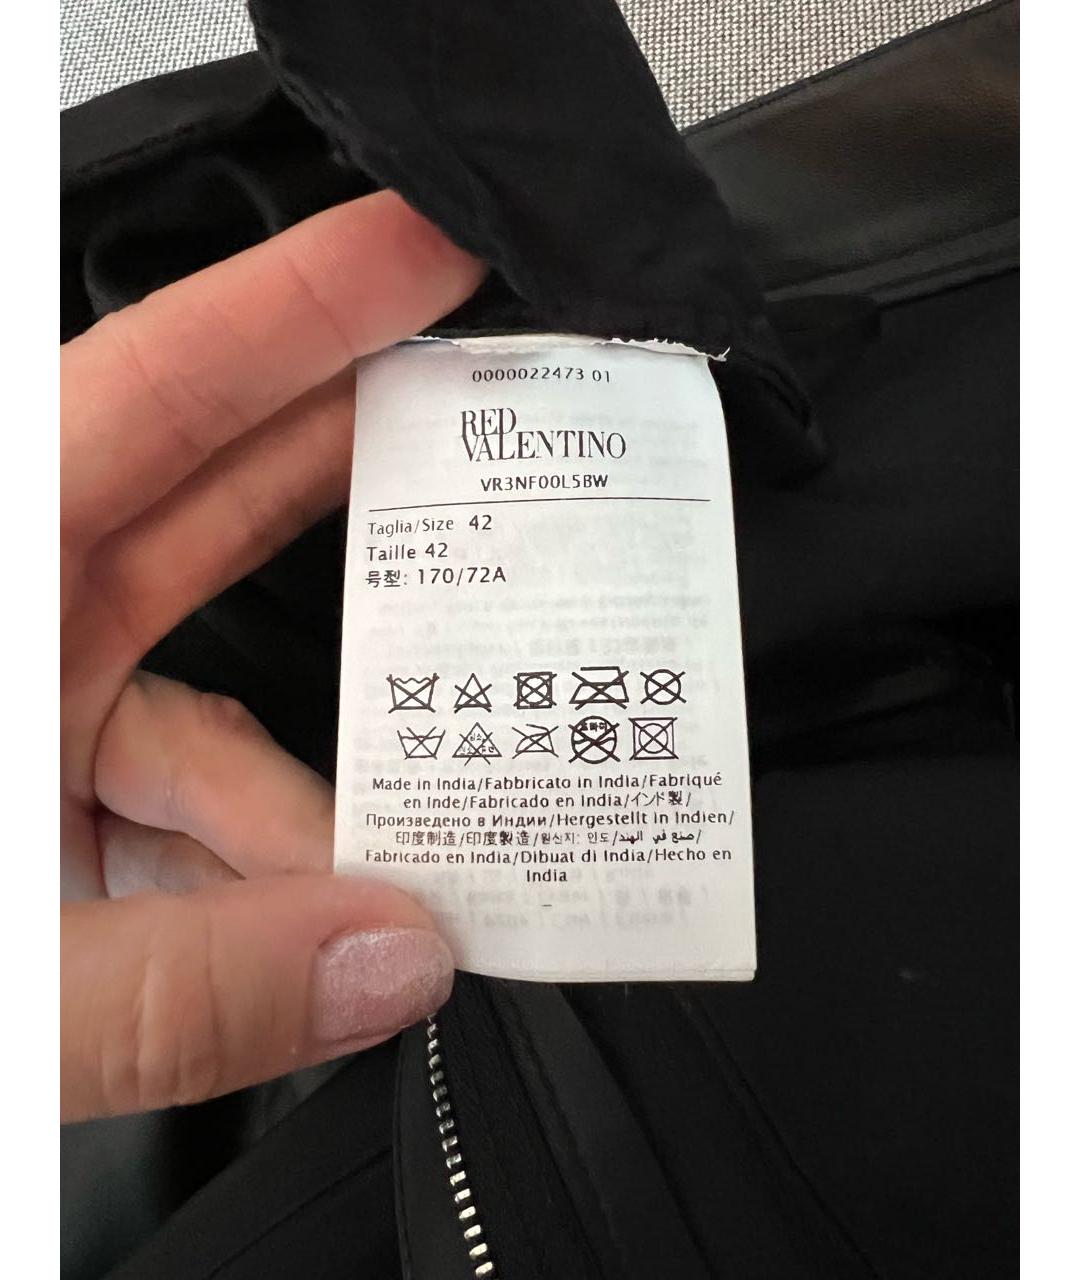 0000022473 01
RED
VALENTINO
VR3NF00L5BW
Taglia/Size 42
Taille 42
号型: 170/72A
Made in India/Fabbricato in India/Fabriqué
en Inde/Fabricado en India/インド製/
Произведено в Индии/Hergestellt in Indien/
印度制造/印度製造/원산지: 인도/صنع في الهند/
Fabricado en India/Dibuat di India/Hecho en
India